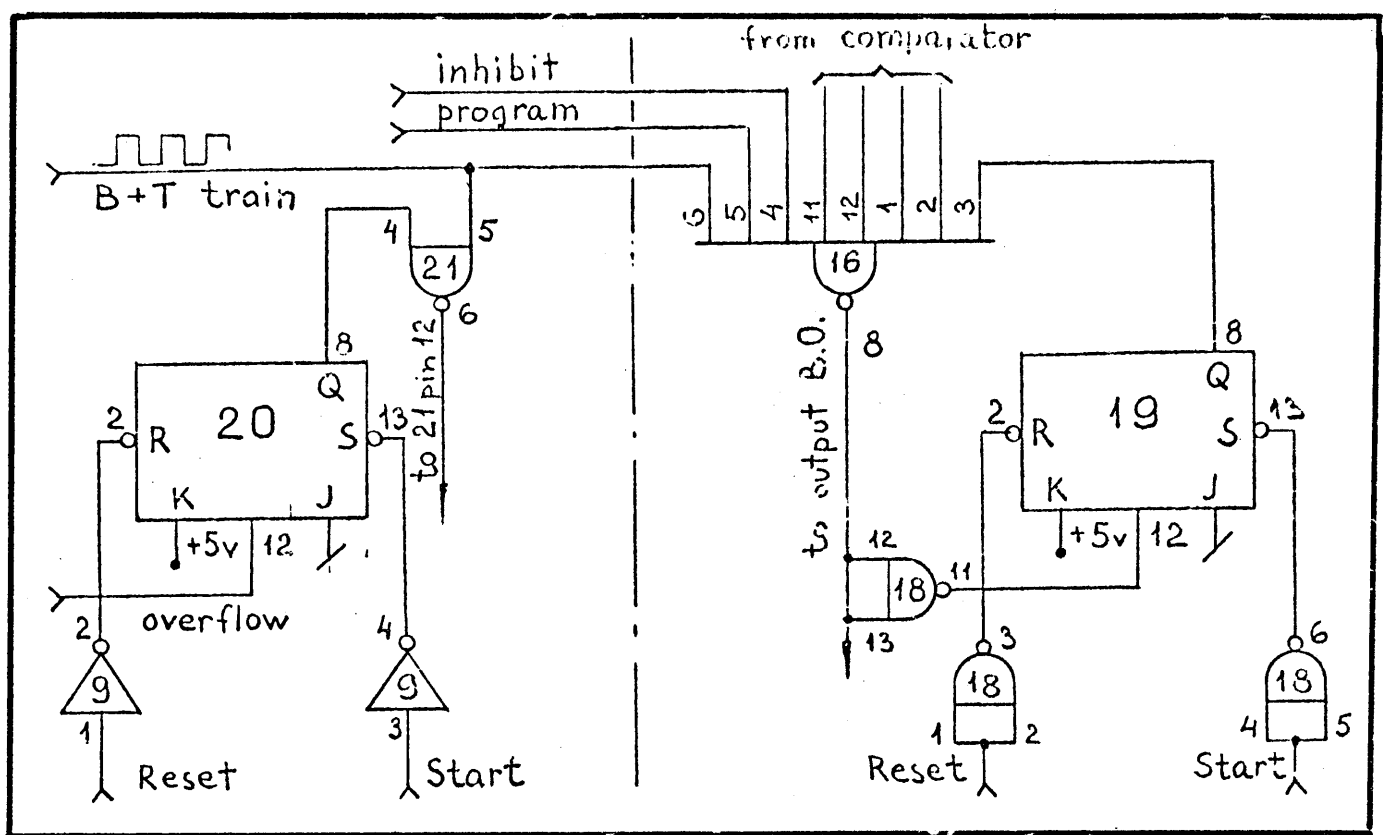 from comparator
inhibit
program
B+T train
6 5 4 11 12 1 2 3
4 5
21
16
6
8
8
8
to 21 pin 12
to output B.O.
Q
Q
2 R 20 S 13
2 R 19 S 13
K J
K J
+5v 12
+5v 12
12
18 11
13
overflow
2 4
3 6
9 9
18 18
1 3
1 2 4 5
Reset Start
Reset Start